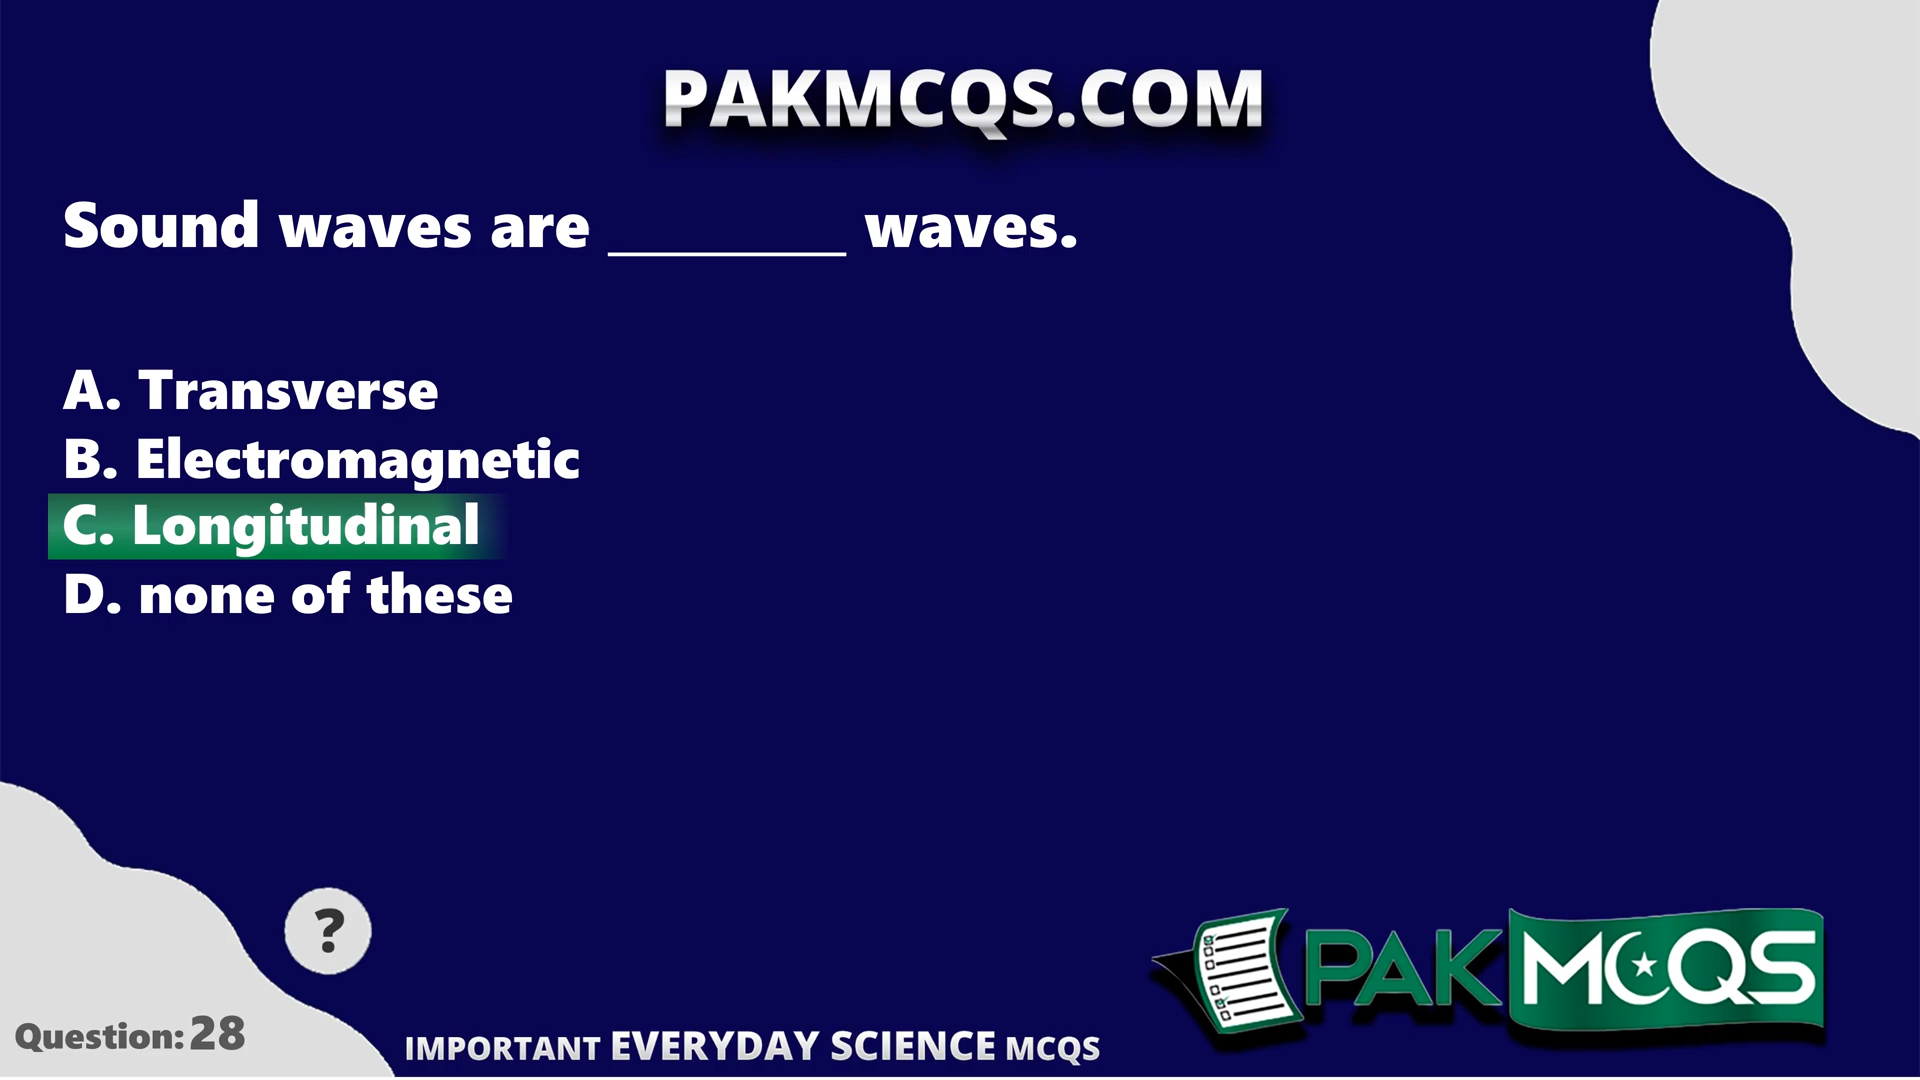 PAKMCQS.COM
Sound waves are ________ waves.
A. Transverse
B. Electromagnetic
C. Longitudinal
D. none of these
?
PAKMCQS
Question: 28
IMPORTANT EVERYDAY SCIENCE MCQS